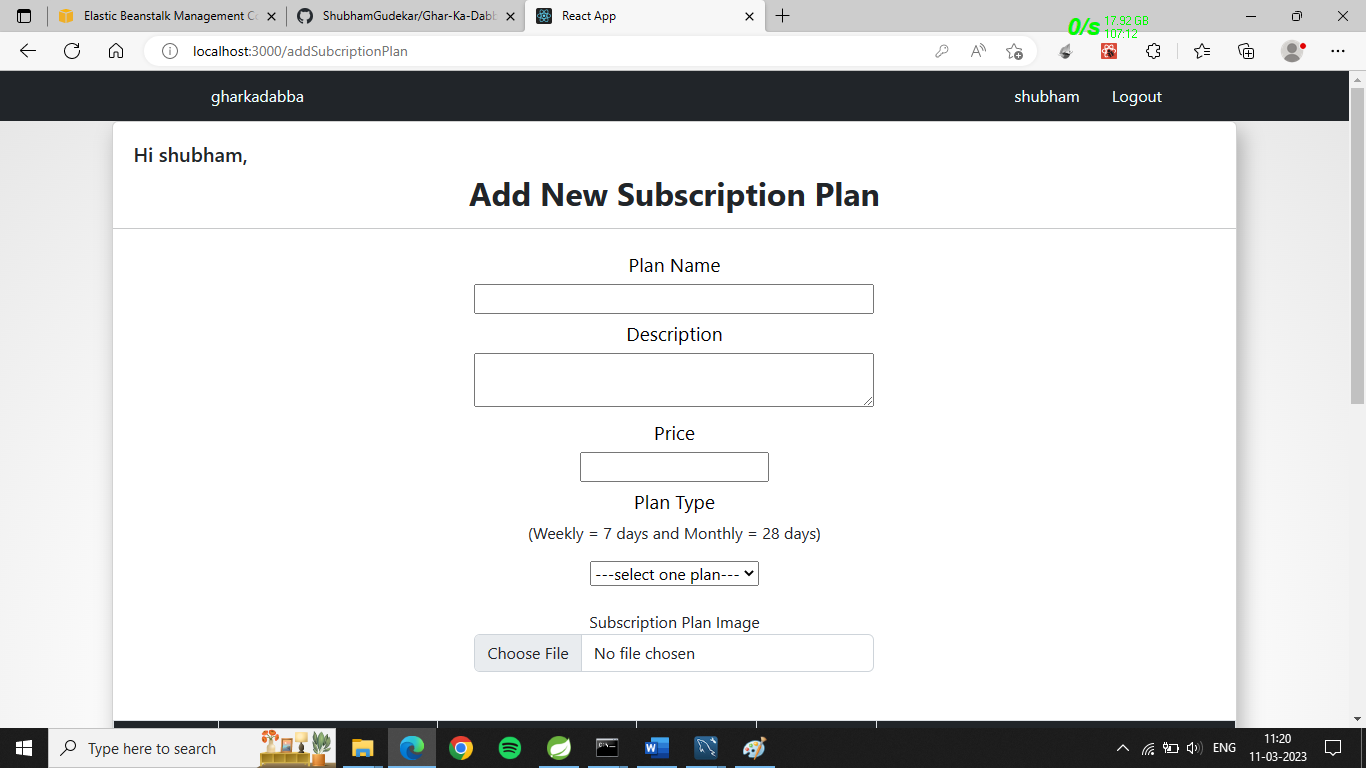 Elastic Beanstalk Management Co
ShubhamGudekar/Ghar-Ka-Dabb
React App
0/s
17.92 GB
107:12
localhost:3000/addSubcriptionPlan
gharkadabba
shubham
Logout
Hi shubham,
Add New Subscription Plan
Plan Name
Description
Price
Plan Type
(Weekly = 7 days and Monthly = 28 days)
---select one plan---
Subscription Plan Image
Choose File
No file chosen
Type here to search
ENG
11:20
11-03-2023